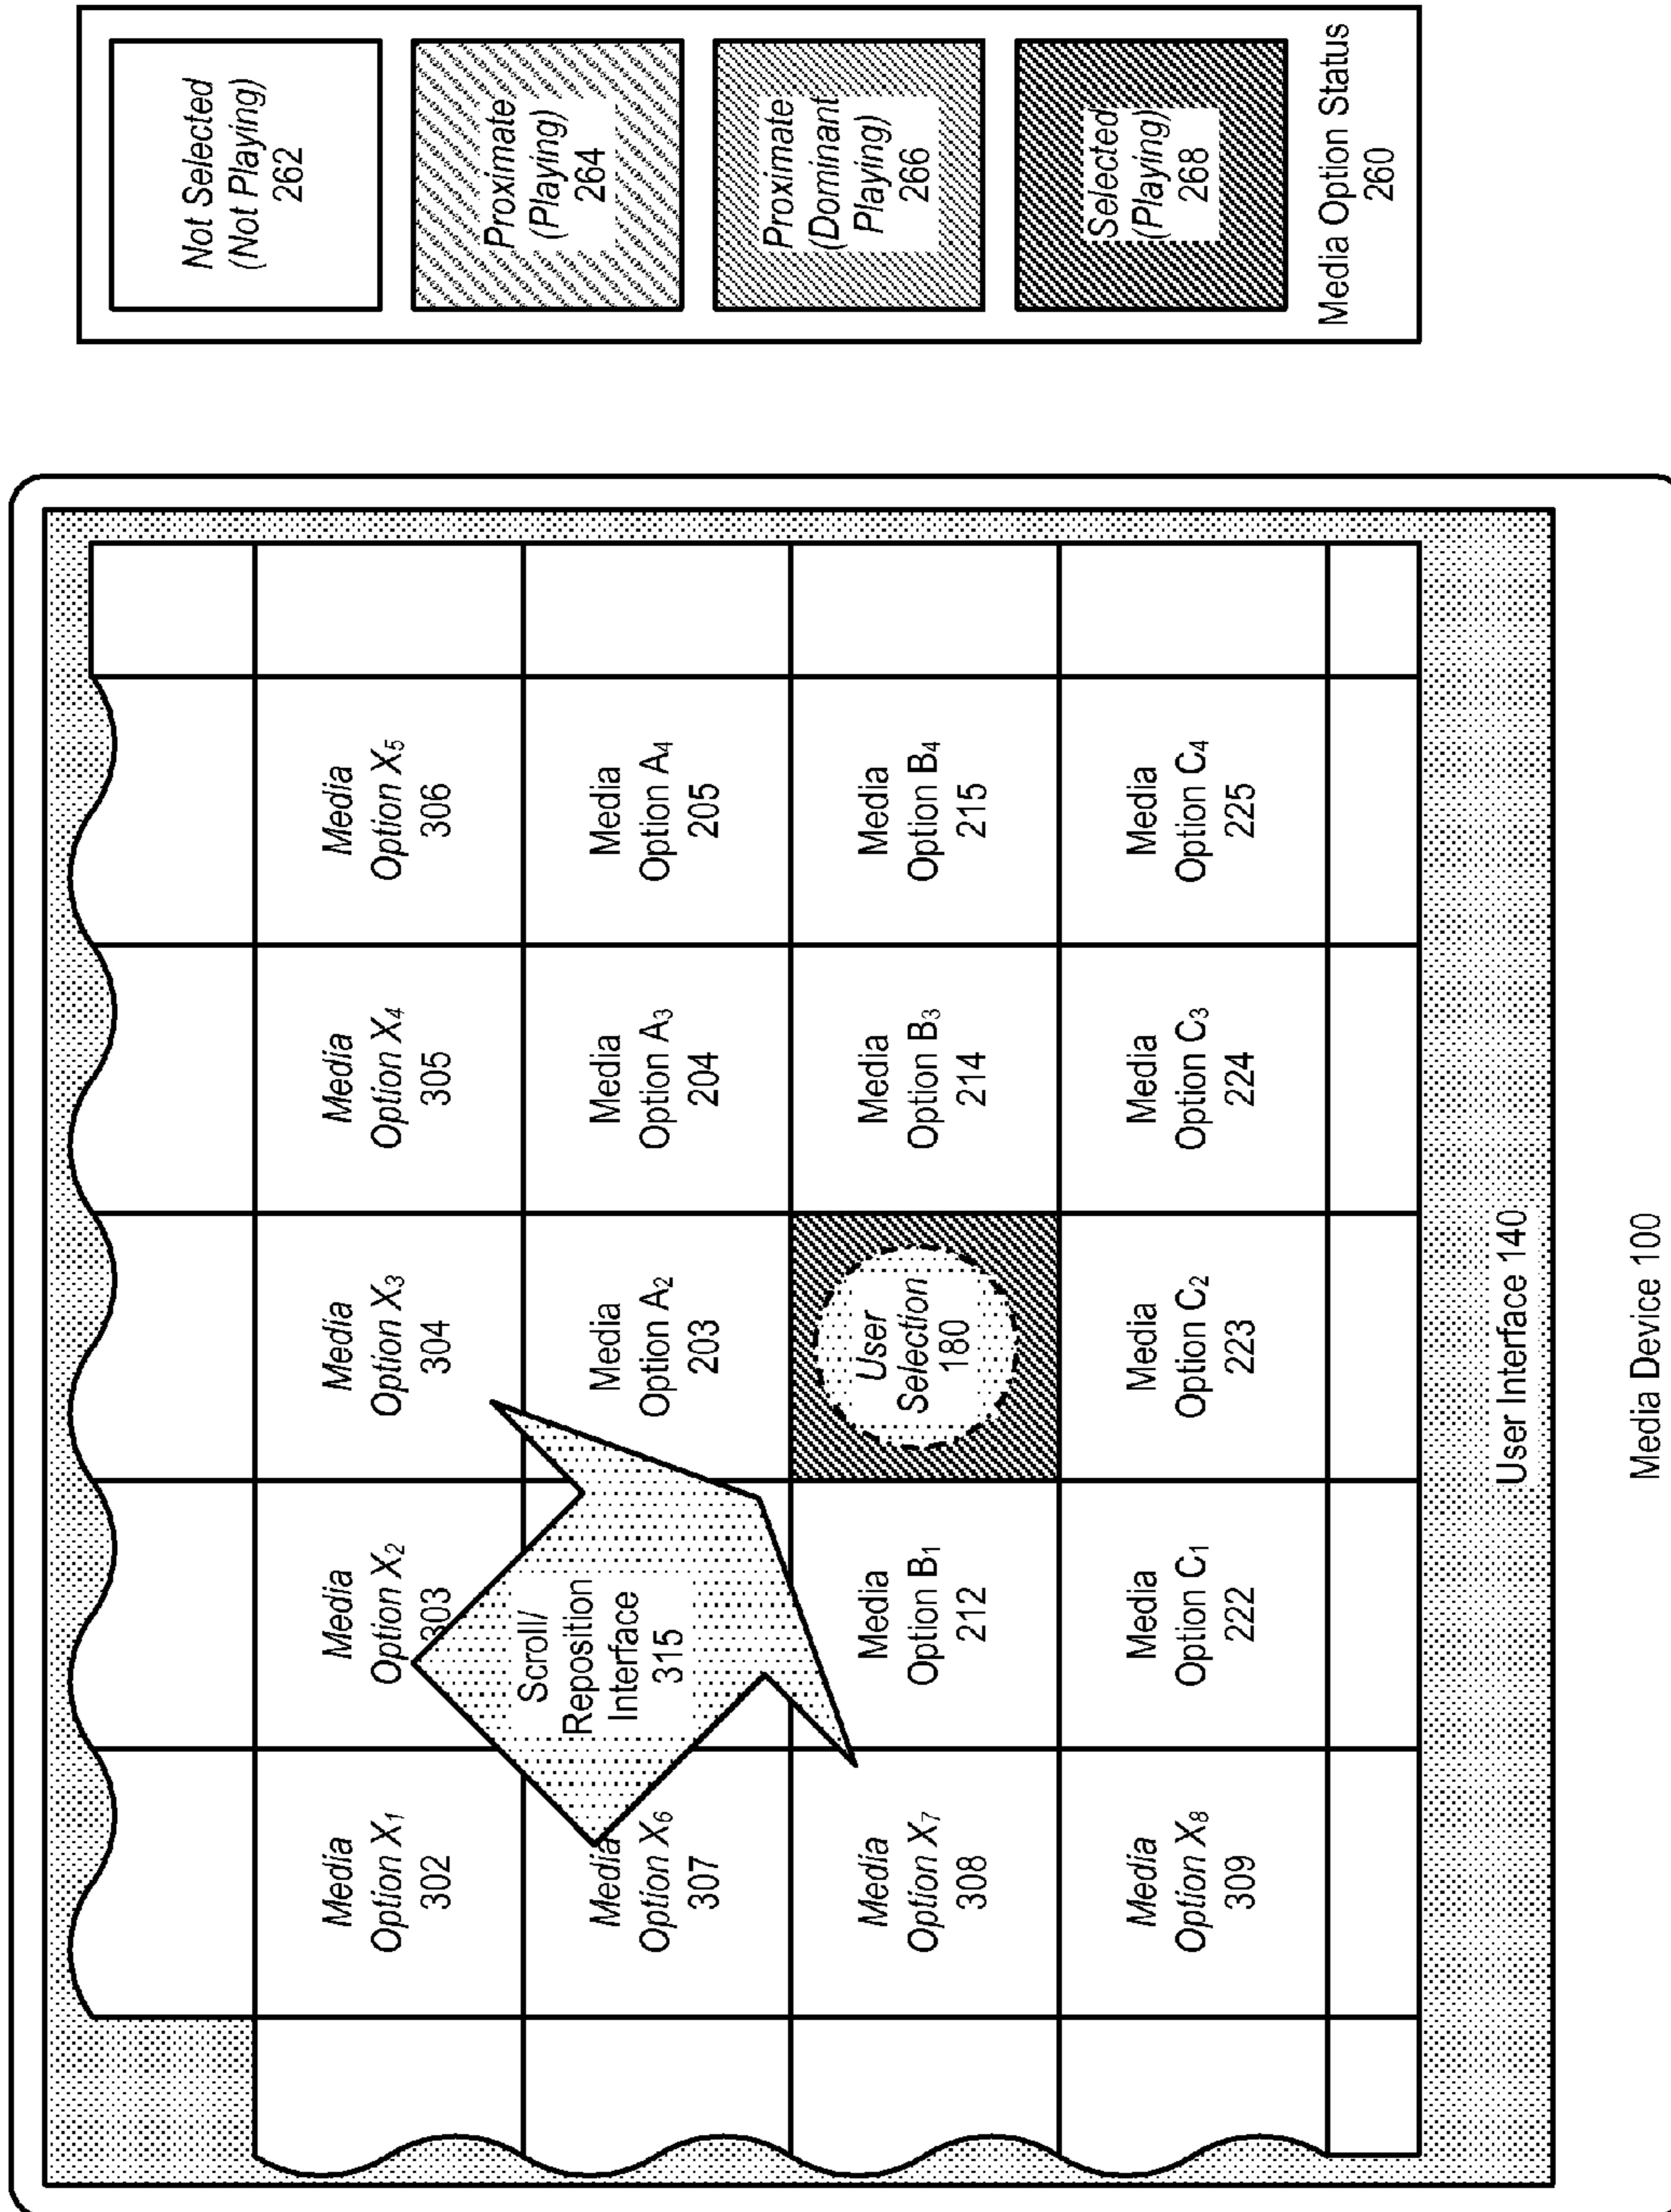 Media
Option X1
302
Media
Option X2
303
Media
Option X3
304
Media
Option X4
305
Media
Option X5
306
Scroll/
Reposition
Interface
315
Media
Option X6
307
Media
Option A2
203
Media
Option A3
204
Media
Option A4
205
Media
Option X7
308
Media
Option B1
212
User
Selection
180
Media
Option B3
214
Media
Option B4
215
Media
Option X8
309
Media
Option C1
222
Media
Option C2
223
Media
Option C3
224
Media
Option C4
225
User Interface 140
Media Device 100
Not Selected
(Not Playing)
262
Proximate
(Playing)
264
Proximate
(Dominant
Playing)
266
Selected
(Playing)
268
Media Option Status
260